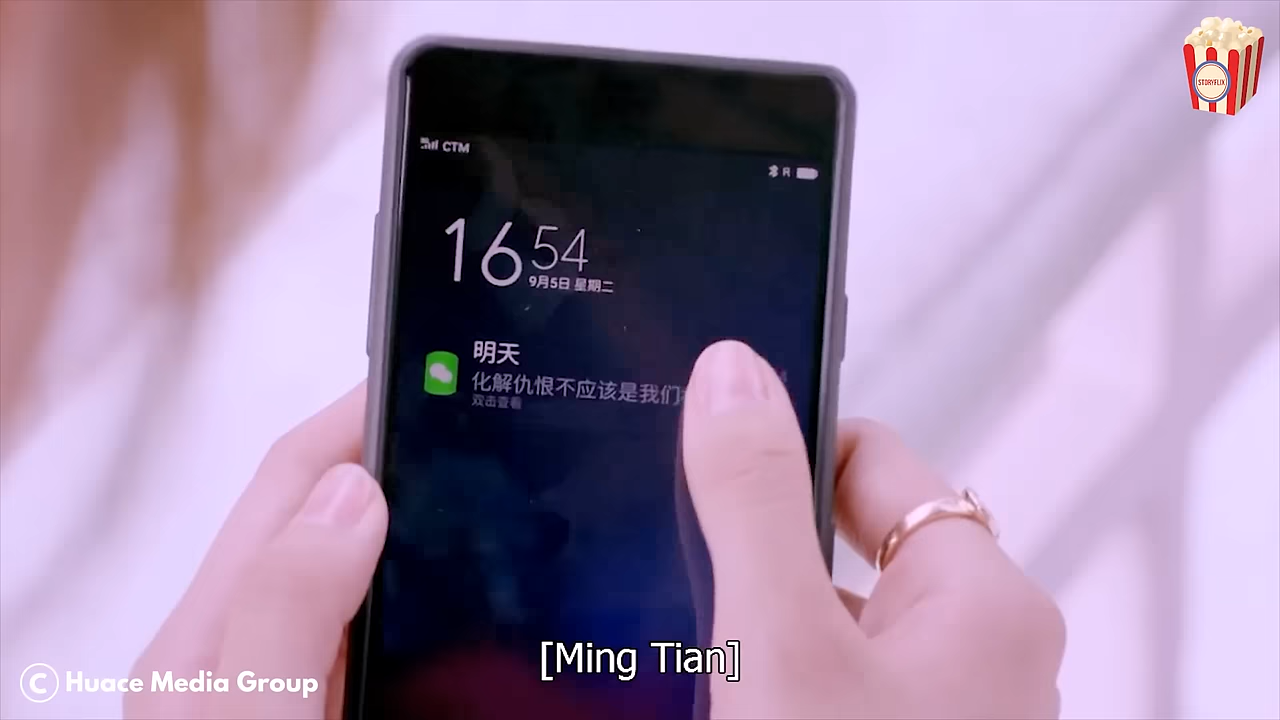 STORYFLIX
CTM
R
16 54
9月5日 星期二
明天
化解仇恨不应该是我们
双击查看
[Ming Tian]
© Huace Media Group